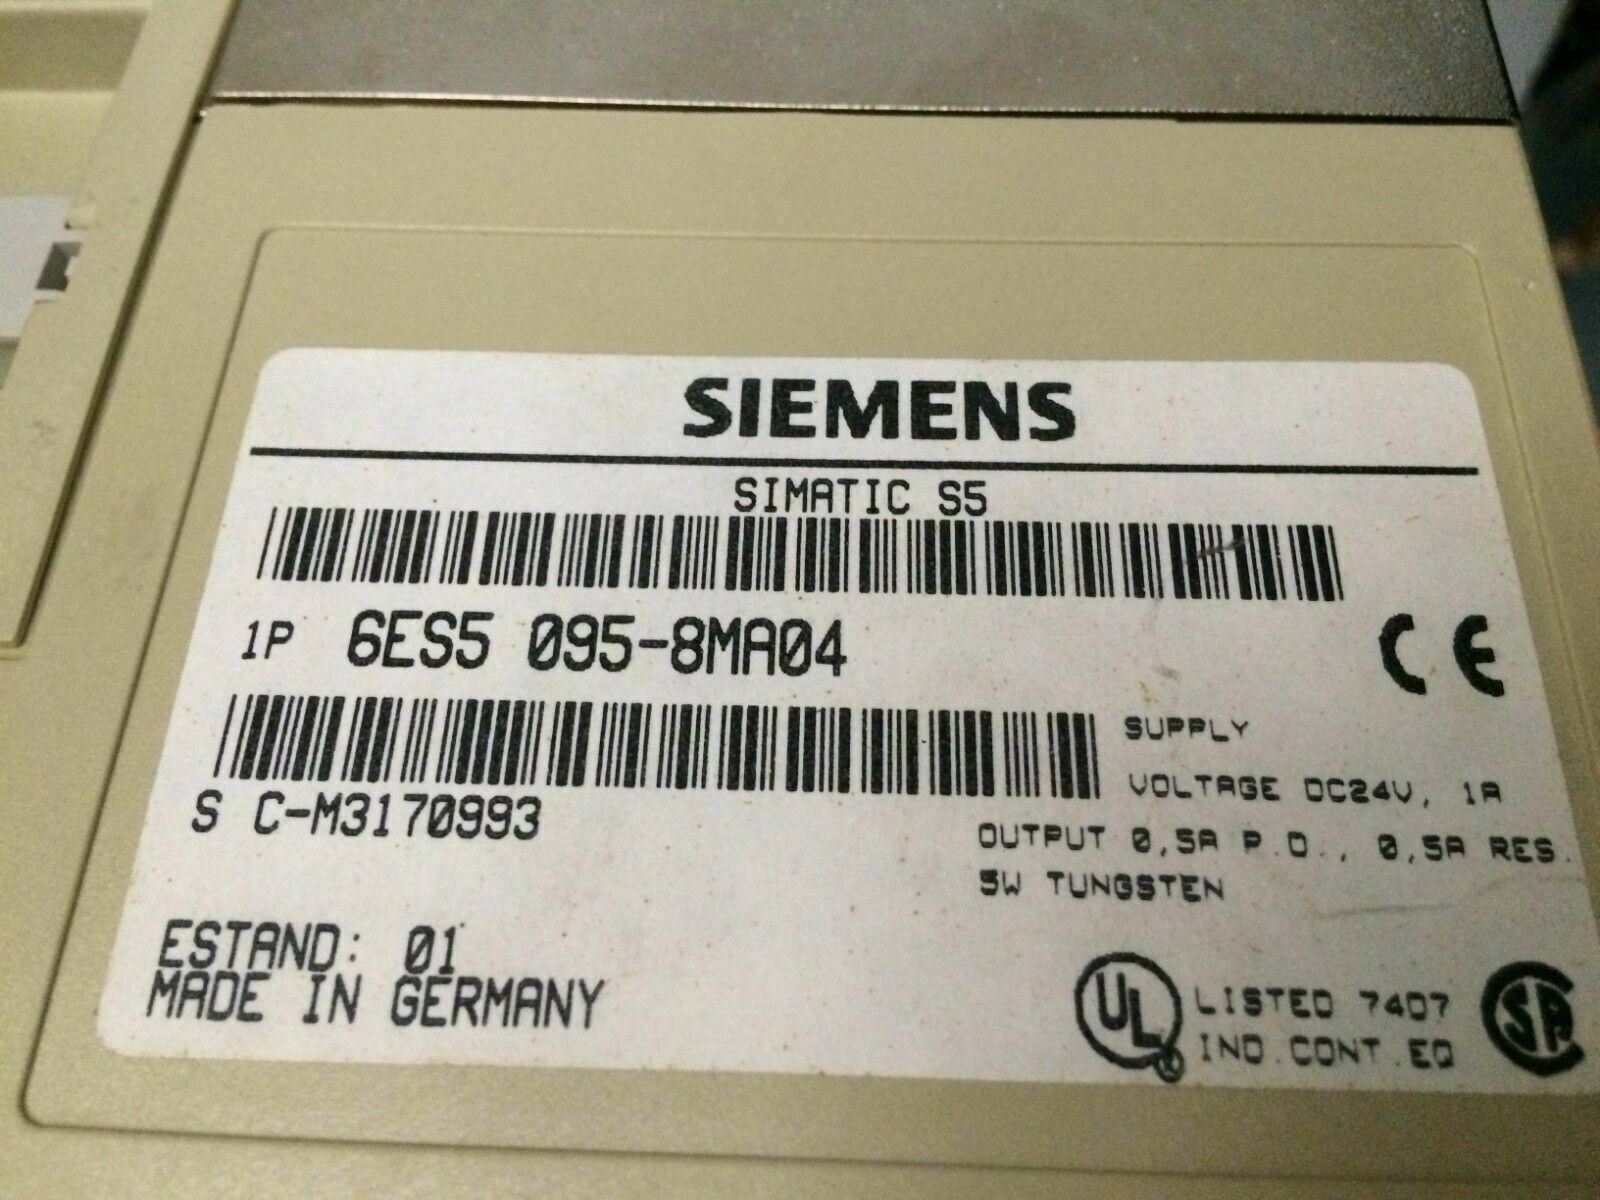 SIEMENS
SIMATIC S5
1P 6ES5 095-8MA04
CE
SUPPLY
VOLTAGE DC24V, 1A
S C-M3170993
OUTPUT 0,5A P.D., 0,5A RES.
5W TUNGSTEN
ESTAND: 01
MADE IN GERMANY
UL
LISTED 7407
IND.CONT.EQ
SA